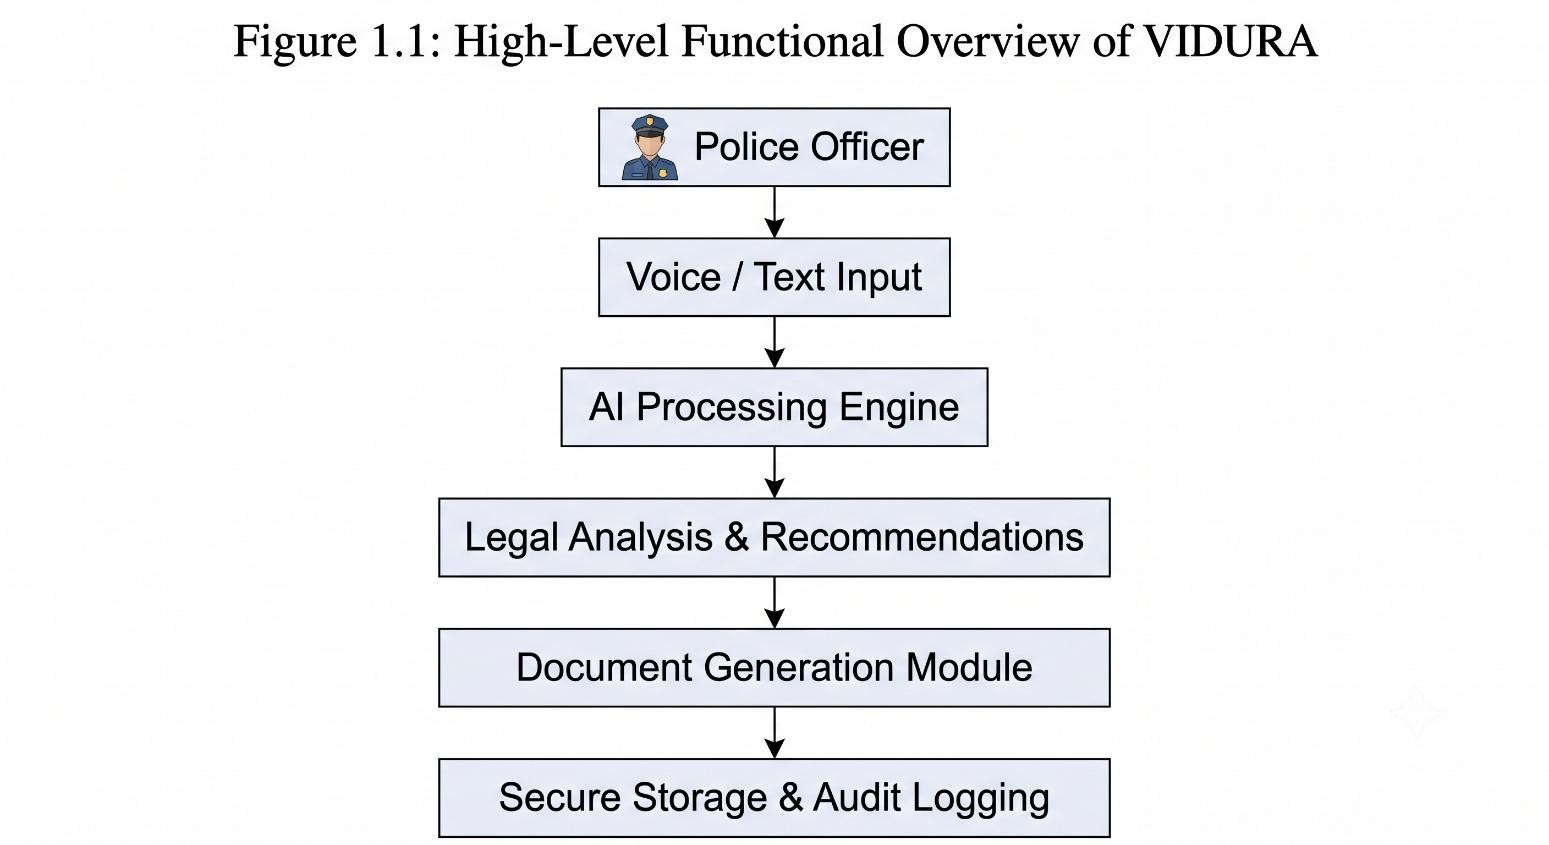 Figure 1.1: High-Level Functional Overview of VIDURA
Police Officer
Voice / Text Input
AI Processing Engine
Legal Analysis & Recommendations
Document Generation Module
Secure Storage & Audit Logging